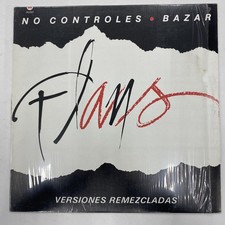 NO CONTROLES • BAZAR
Flans
VERSIONES REMEZCLADAS